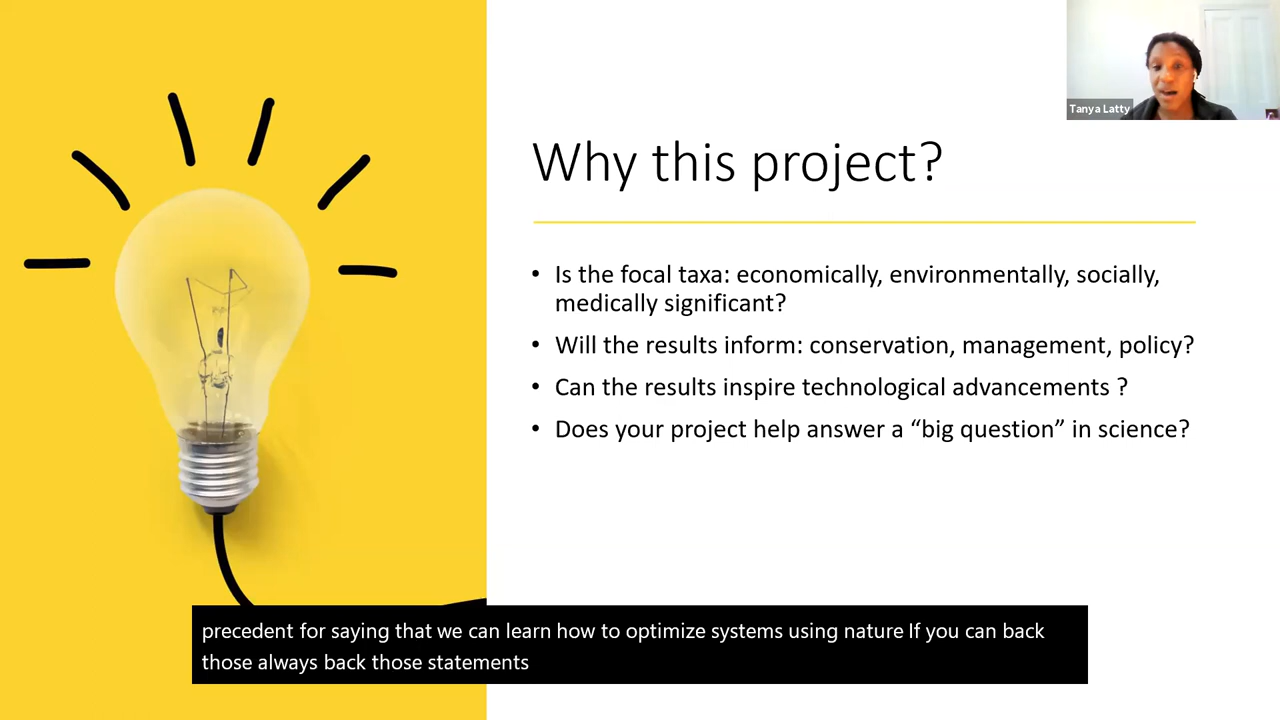 Tanya Latty
Why this project?
• Is the focal taxa: economically, environmentally, socially,
medically significant?
• Will the results inform: conservation, management, policy?
• Can the results inspire technological advancements ?
• Does your project help answer a “big question” in science?
precedent for saying that we can learn how to optimize systems using nature If you can back
those always back those statements